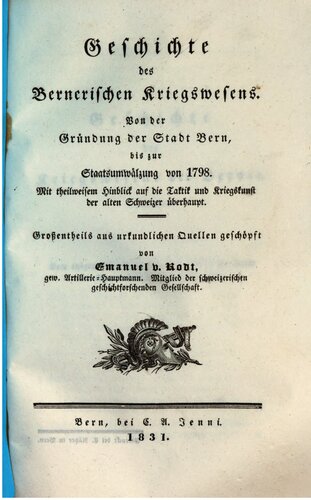 Geschichte
des
Bernerischen Kriegswesens.
Von der
Gründung der Stadt Bern,
bis zur
Staatsumwälzung von 1798.
Mit theilweisem Hinblick auf die Taktik und Kriegskunst
der alten Schweizer überhaupt.
Großentheils aus urkundlichen Quellen geschöpft
von
Emanuel v. Rodt,
gew. Artillerie-Hauptmann. Mitglied der schweizerischen
geschichtforschenden Gesellschaft.
Bern, bei C. A. Jenni.
1831.